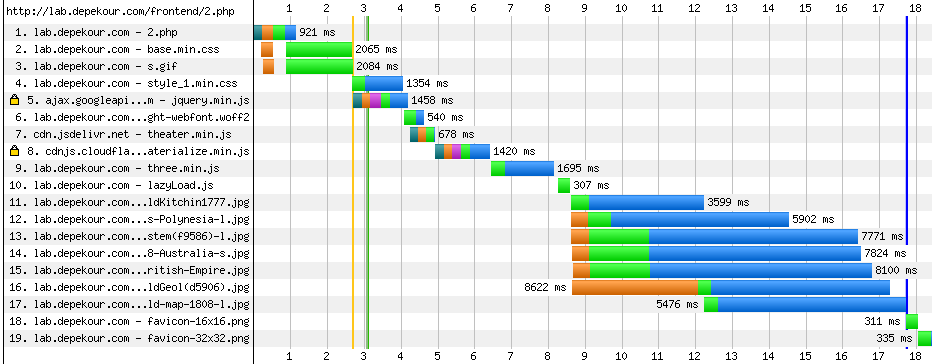 http://lab.depekour.com/frontend/2.php 1 2 3 4 5 6 7 8 9 10 11 12 13 14 15 16 17 18
1. lab.depekour.com - 2.php 921 ms
2. lab.depekour.com - base.min.css 2065 ms
3. lab.depekour.com - s.gif 2084 ms
4. lab.depekour.com - style_1.min.css 1354 ms
5. ajax.googleapi...m - jquery.min.js 1458 ms
6. lab.depekour.com...ght-webfont.woff2 540 ms
7. cdn.jsdelivr.net - theater.min.js 678 ms
8. cdnjs.cloudfla...aterialize.min.js 1420 ms
9. lab.depekour.com - three.min.js 1695 ms
10. lab.depekour.com - lazyLoad.js 307 ms
11. lab.depekour.com...ldKitchin1777.jpg 3599 ms
12. lab.depekour.com...s-Polynesia-l.jpg 5902 ms
13. lab.depekour.com...stem(f9586)-l.jpg 7771 ms
14. lab.depekour.com...8-Australia-s.jpg 7824 ms
15. lab.depekour.com...ritish-Empire.jpg 8100 ms
16. lab.depekour.com...ldGeol(d5906).jpg 8622 ms
17. lab.depekour.com...ld-map-1808-l.jpg 5476 ms
18. lab.depekour.com - favicon-16x16.png 311 ms
19. lab.depekour.com - favicon-32x32.png 335 ms
1 2 3 4 5 6 7 8 9 10 11 12 13 14 15 16 17 18